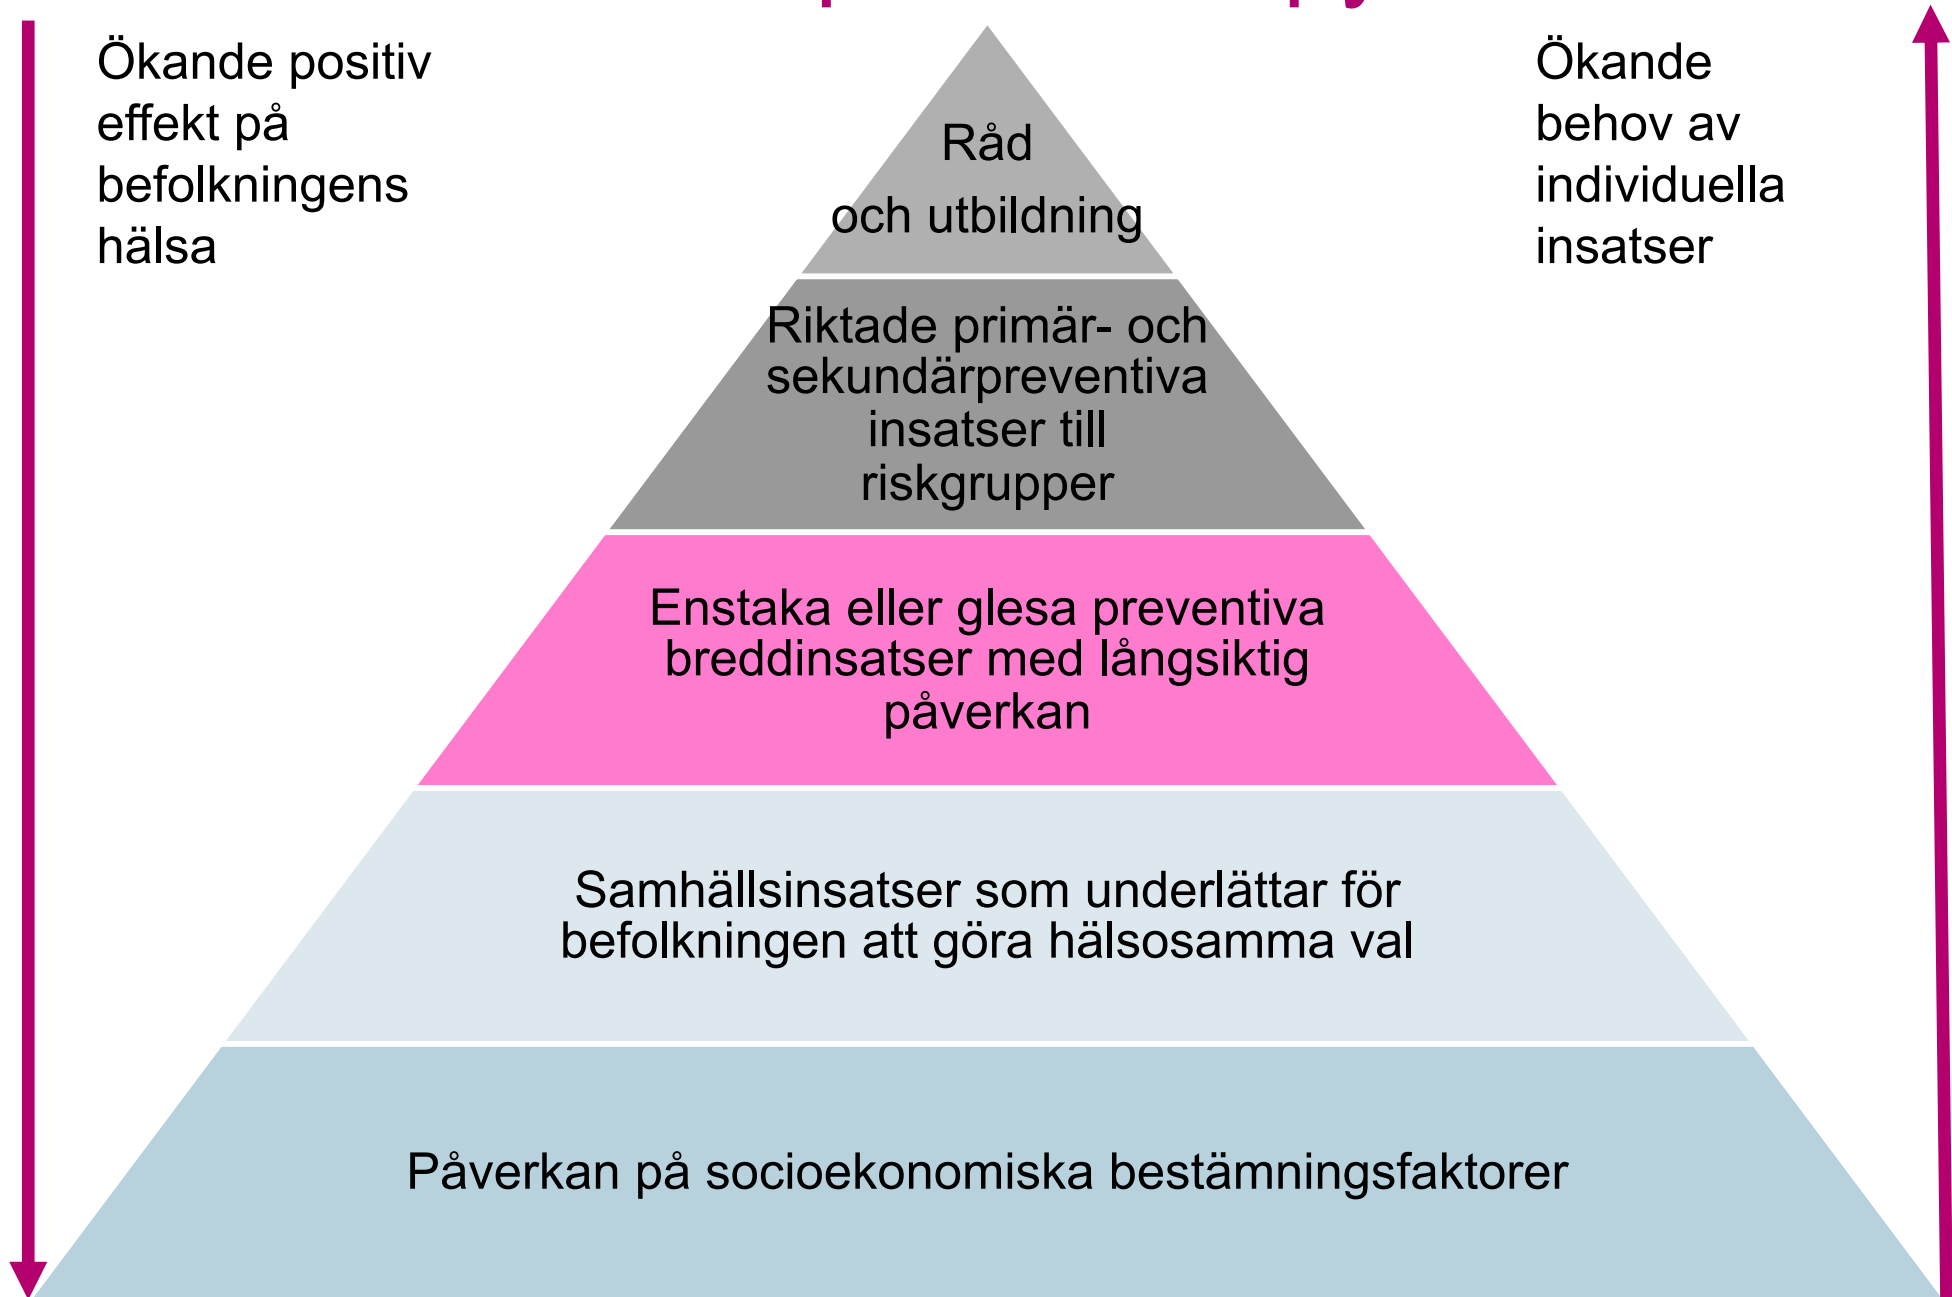 Ökande positiv
effekt på
befolkningens
hälsa
Ökande
behov av
individuella
insatser
Råd
och utbildning
Riktade primär- och
sekundärpreventiva
insatser till
riskgrupper
Enstaka eller glesa preventiva
breddinsatser med långsiktig
påverkan
Samhällsinsatser som underlättar för
befolkningen att göra hälsosamma val
Påverkan på socioekonomiska bestämningsfaktorer